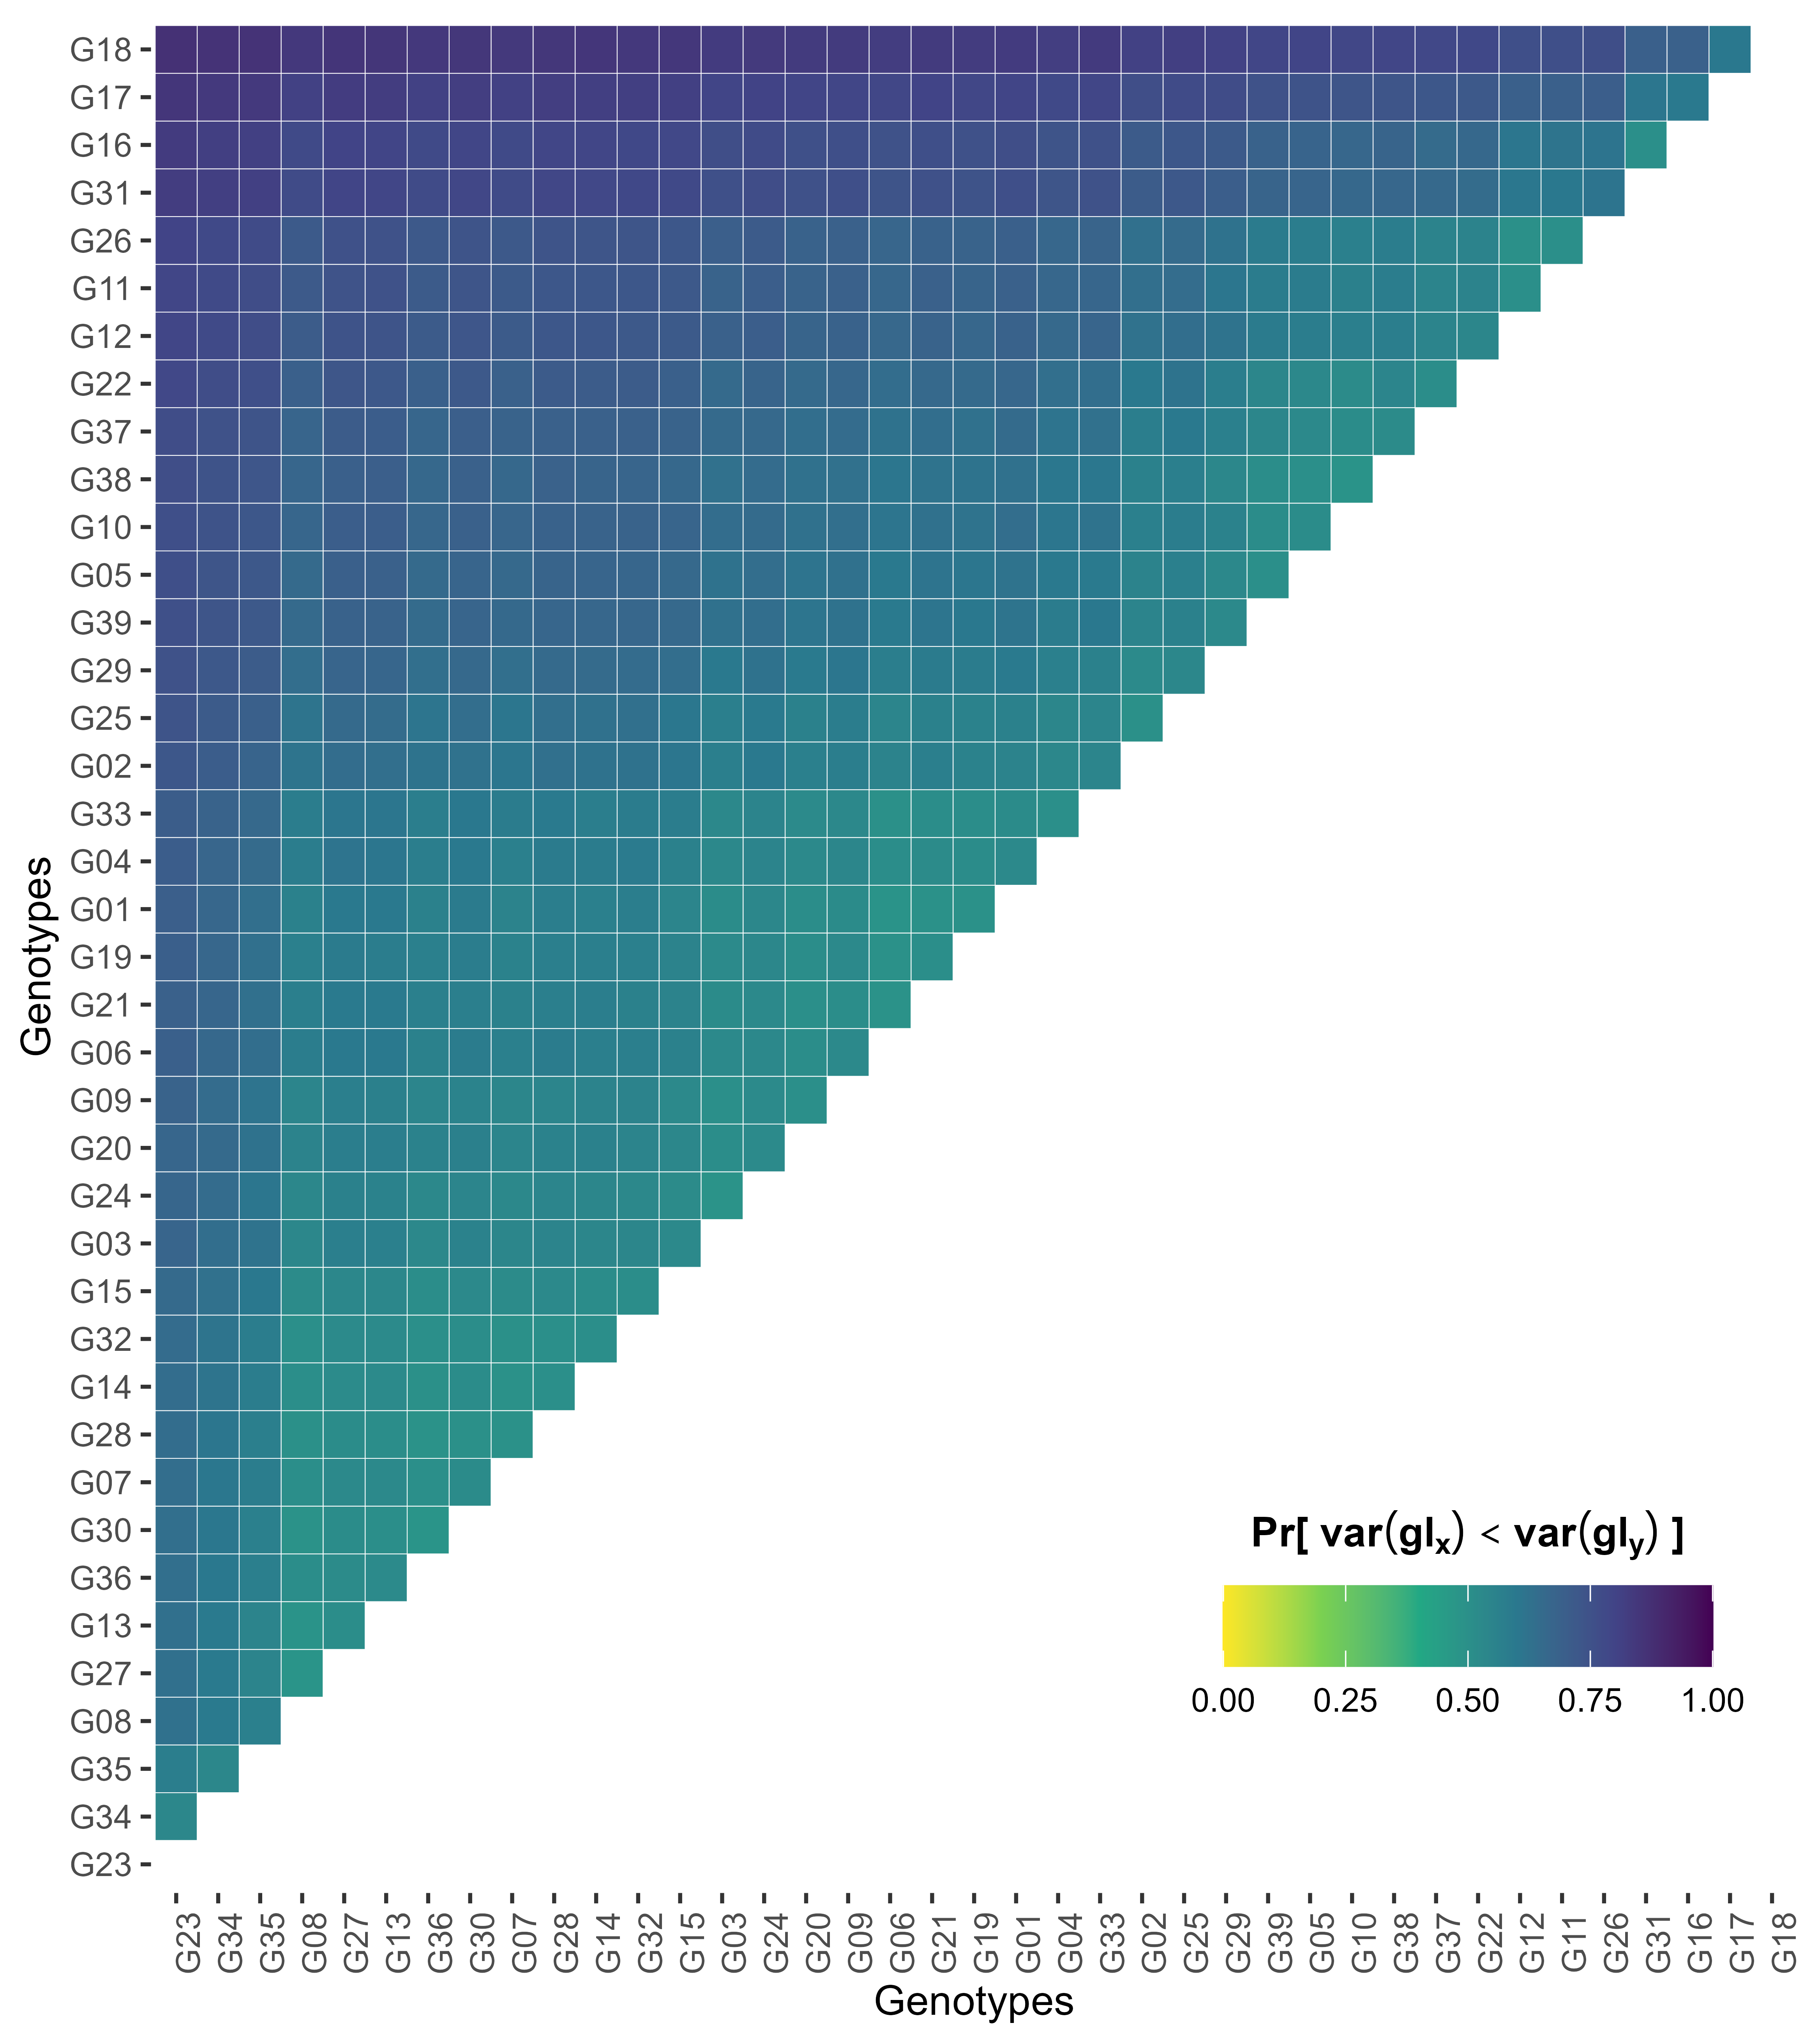 G18
G17
G16
G31
G26
G11
G12
G22
G37
G38
G10
G05
G39
G29
G25
G02
G33
G04
G01
G19
G21
G06
G09
G20
G24
G03
G15
G32
G14
G28
G07
G30
G36
G13
G27
G08
G35
G34
G23
Genotypes
Pr[ var(gl_x) < var(gl_y) ]
0.00 0.25 0.50 0.75 1.00
G23 G34 G35 G08 G27 G13 G36 G30 G07 G28 G14 G32 G15 G03 G24 G20 G09 G06 G21 G19 G01 G04 G33 G02 G25 G29 G39 G05 G10 G38 G37 G22 G12 G11 G26 G31 G16 G17 G18
Genotypes